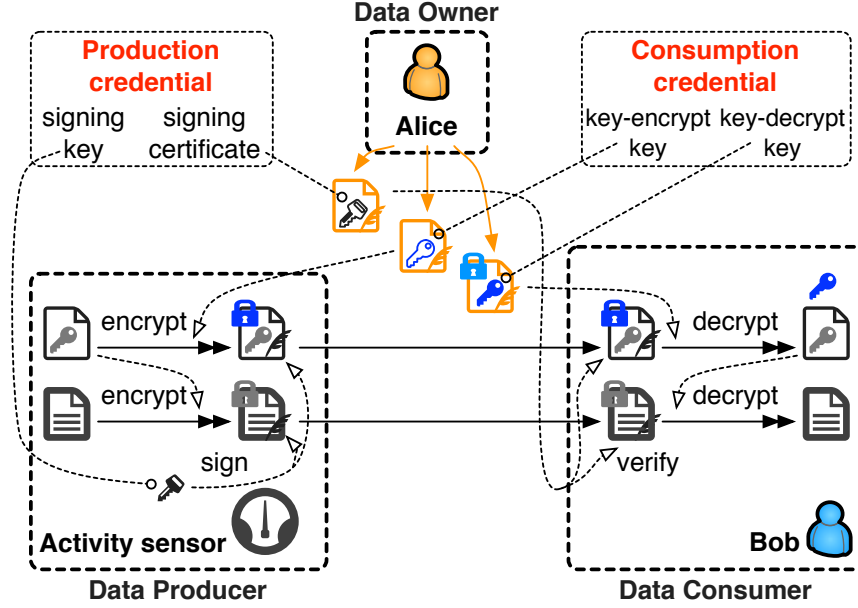 Data Owner
Production
credential
signing signing
key certificate
Alice
Consumption
credential
key-encrypt key-decrypt
key key
encrypt
encrypt
sign
Activity sensor
Data Producer
decrypt
decrypt
verify
Bob
Data Consumer